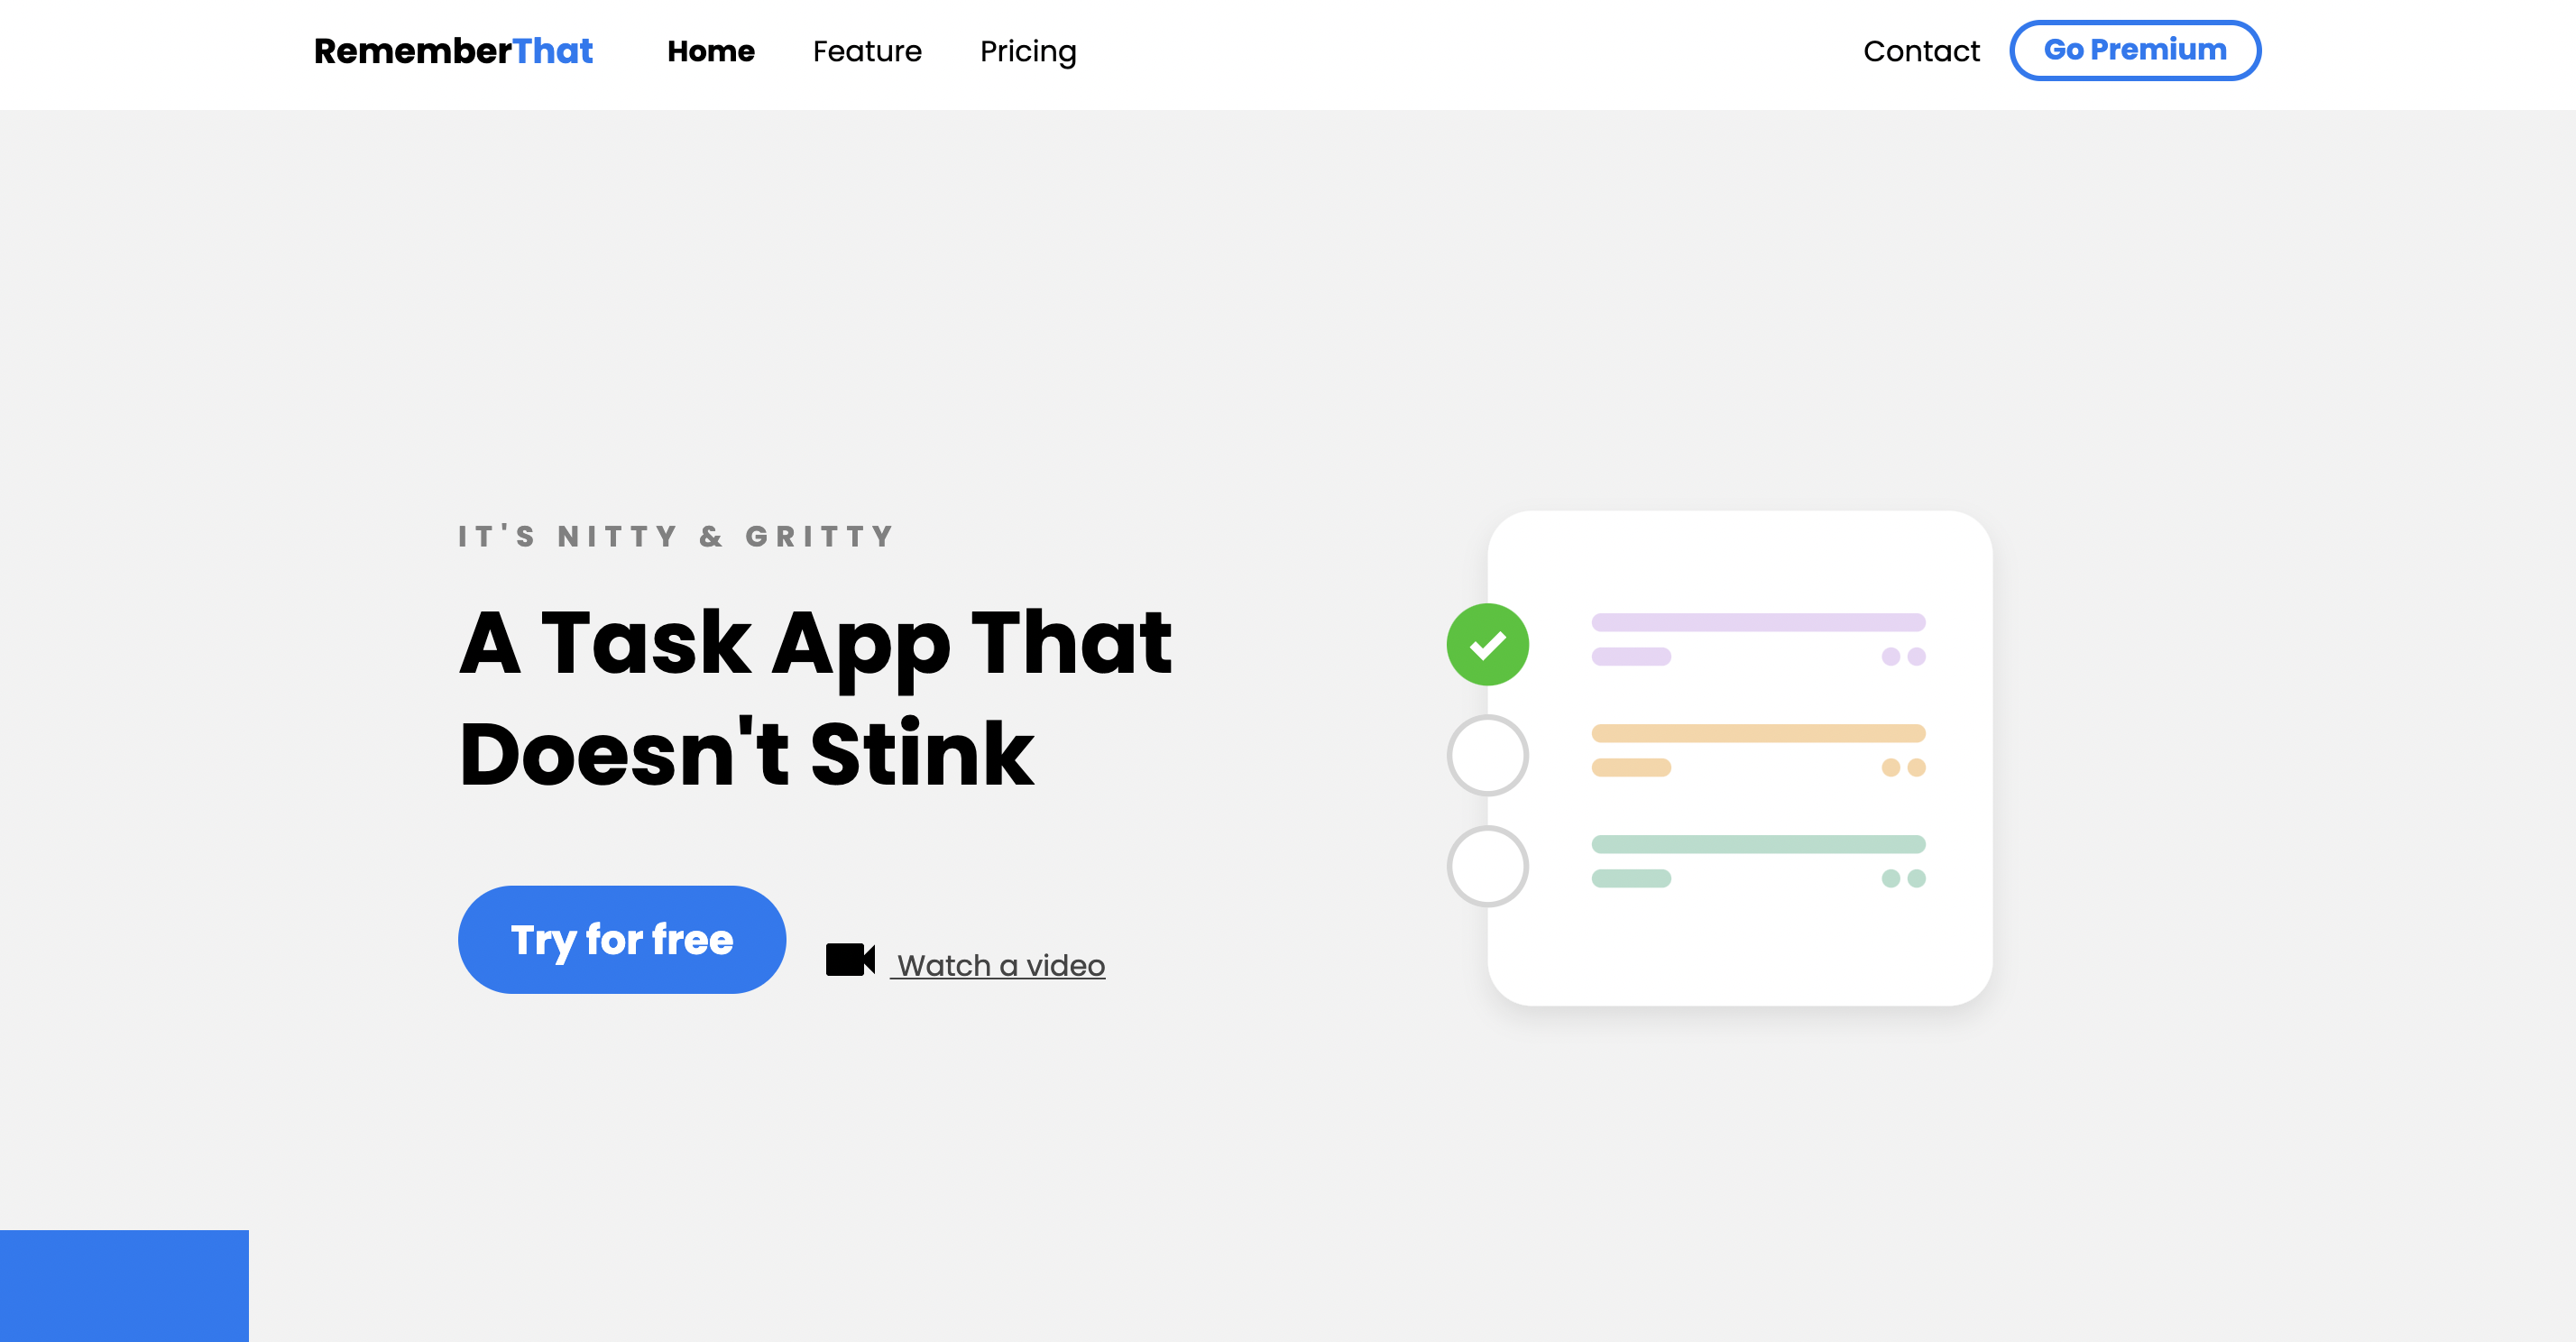 RememberThat Home Feature Pricing Contact Go Premium
IT'S NITTY & GRITTY
A Task App That
Doesn't Stink
Try for free Watch a video